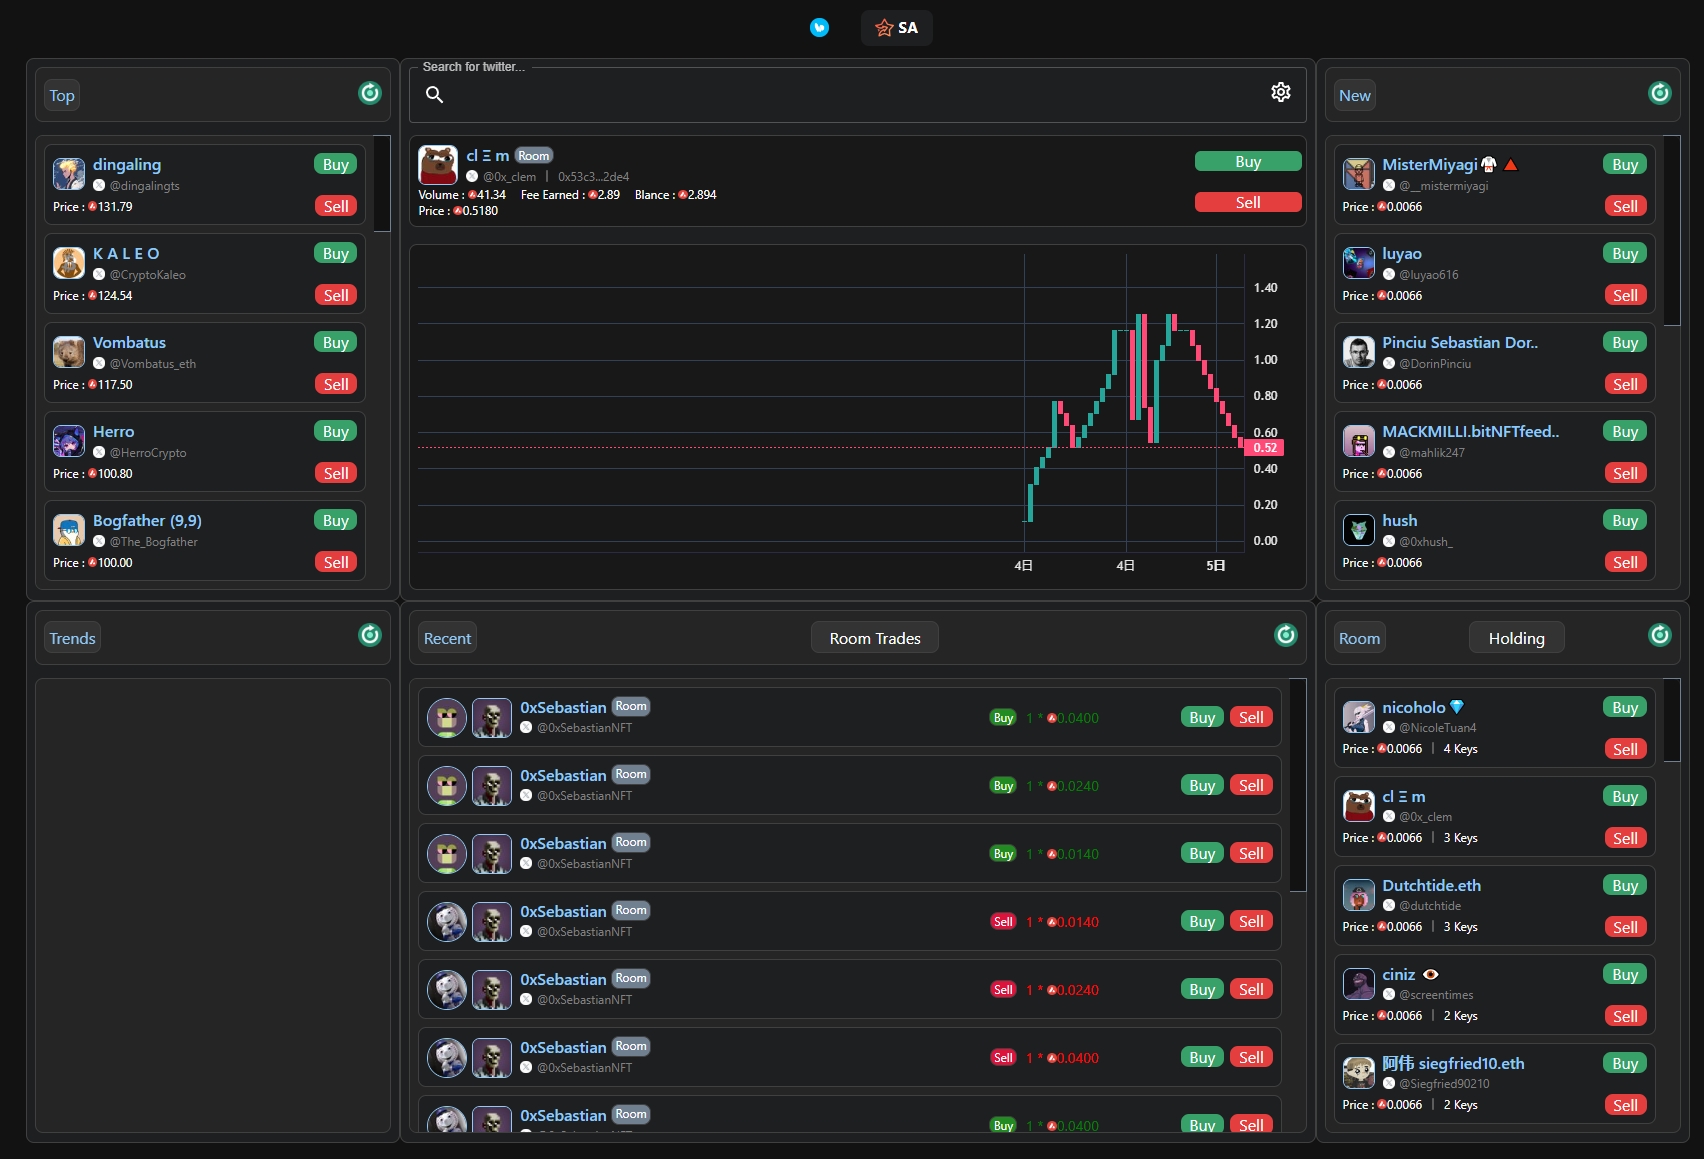 SA
Top
dingaling
@dingalingts
Price : 131.79
Buy
Sell
K A L E O
@CryptoKaleo
Price : 124.54
Buy
Sell
Vombatus
@Vombatus_eth
Price : 117.50
Buy
Sell
Herro
@HerroCrypto
Price : 100.80
Buy
Sell
Bogfather (9,9)
@The_Bogfather
Price : 100.00
Buy
Sell
Search for twitter...
cl Ξ m Room
@0x_clem | 0x53c3...2de4
Volume : 41.34 Fee Earned : 2.89 Blance : 2.894
Price : 0.5180
Buy
Sell
1.40
1.20
1.00
0.80
0.60
0.52
0.40
0.20
0.00
4日 4日 5日
New
MisterMiyagi
@__mistermiyagi
Price : 0.0066
Buy
Sell
luyao
@luyao616
Price : 0.0066
Buy
Sell
Pinciu Sebastian Dor..
@DorinPinciu
Price : 0.0066
Buy
Sell
MACKMILLI.bitNFTfeed..
@mahlik247
Price : 0.0066
Buy
Sell
hush
@0xhush_
Price : 0.0066
Buy
Sell
Trends
Recent Room Trades
0xSebastian Room
@0xSebastianNFT
Buy 1 * 0.0400 Buy Sell
0xSebastian Room
@0xSebastianNFT
Buy 1 * 0.0240 Buy Sell
0xSebastian Room
@0xSebastianNFT
Buy 1 * 0.0140 Buy Sell
0xSebastian Room
@0xSebastianNFT
Sell 1 * 0.0140 Buy Sell
0xSebastian Room
@0xSebastianNFT
Sell 1 * 0.0240 Buy Sell
0xSebastian Room
@0xSebastianNFT
Sell 1 * 0.0400 Buy Sell
0xSebastian Room
Buy 1 * 0.0400 Buy Sell
Room Holding
nicoholo
@NicoleTuan4
Price : 0.0066 | 4 Keys
Buy
Sell
cl Ξ m
@0x_clem
Price : 0.0066 | 3 Keys
Buy
Sell
Dutchtide.eth
@dutchtide
Price : 0.0066 | 3 Keys
Buy
Sell
ciniz
@screentimes
Price : 0.0066 | 2 Keys
Buy
Sell
阿伟 siegfried10.eth
@Siegfried90210
Price : 0.0066 | 2 Keys
Buy
Sell